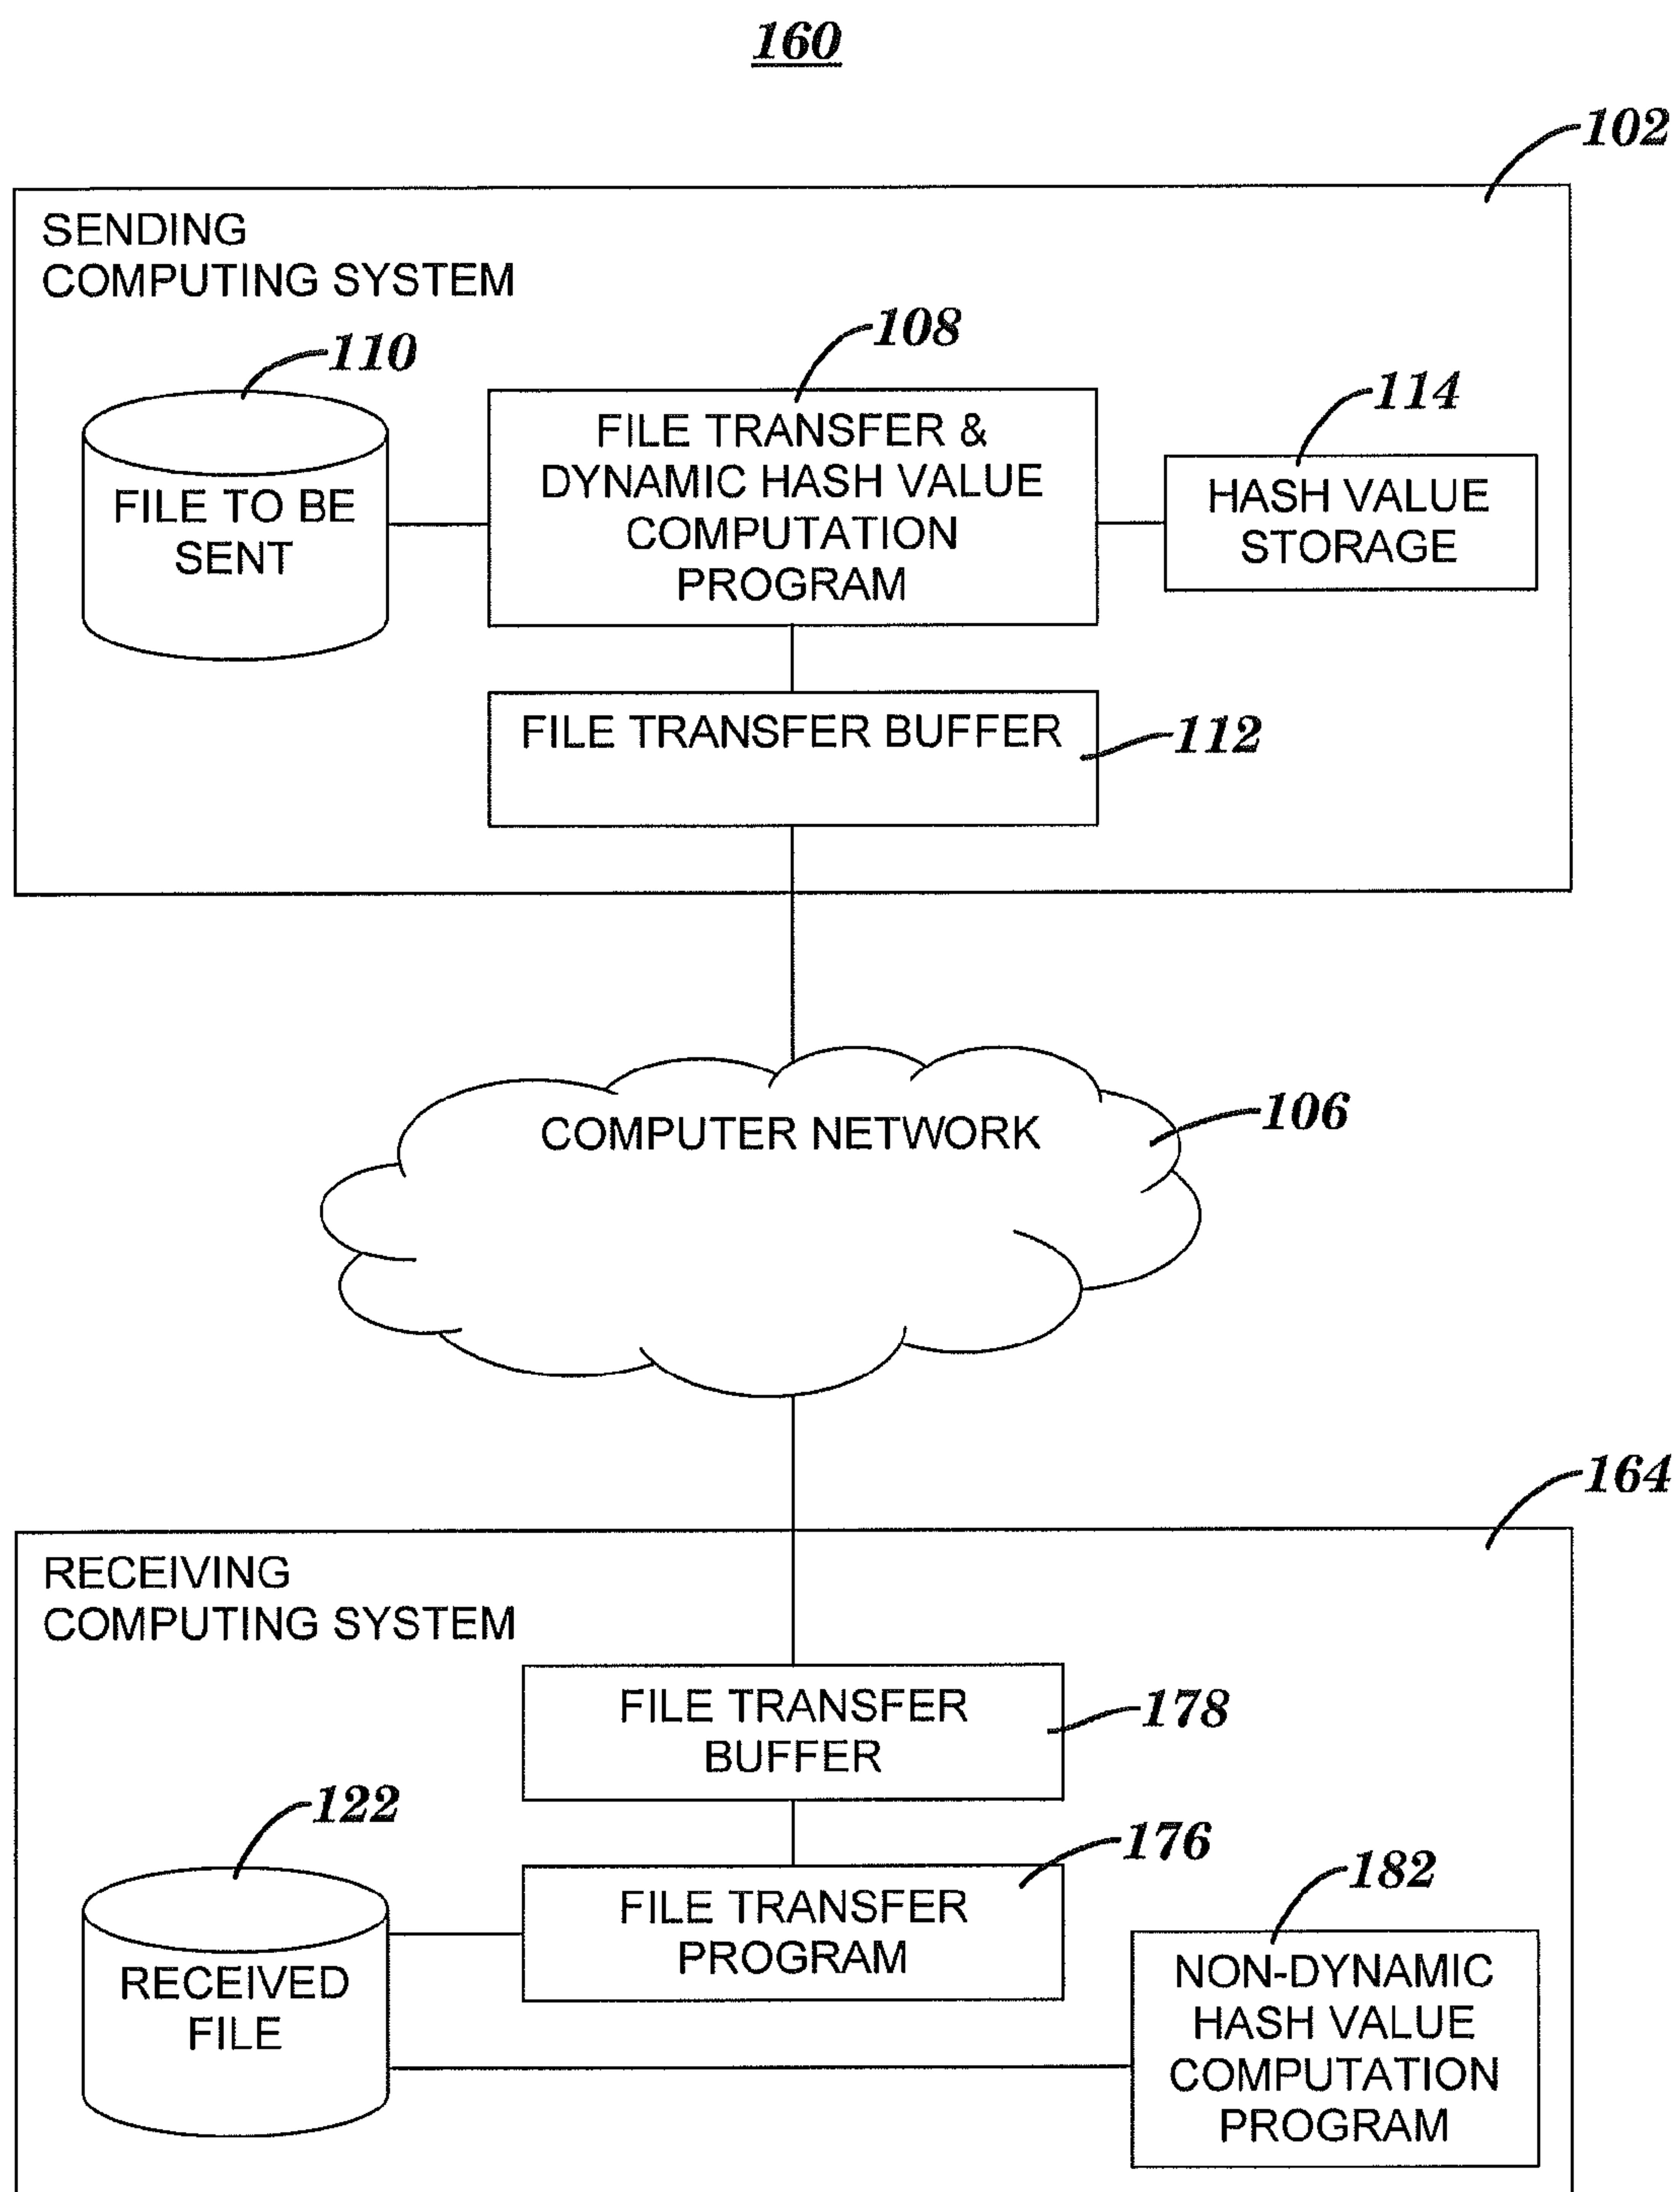 160
102
SENDING
COMPUTING SYSTEM
108
110
114
FILE TRANSFER &
DYNAMIC HASH VALUE
COMPUTATION
PROGRAM
FILE TO BE
SENT
HASH VALUE
STORAGE
FILE TRANSFER BUFFER
112
COMPUTER NETWORK
106
164
RECEIVING
COMPUTING SYSTEM
FILE TRANSFER
BUFFER
178
122
176
182
FILE TRANSFER
PROGRAM
RECEIVED
FILE
NON-DYNAMIC
HASH VALUE
COMPUTATION
PROGRAM